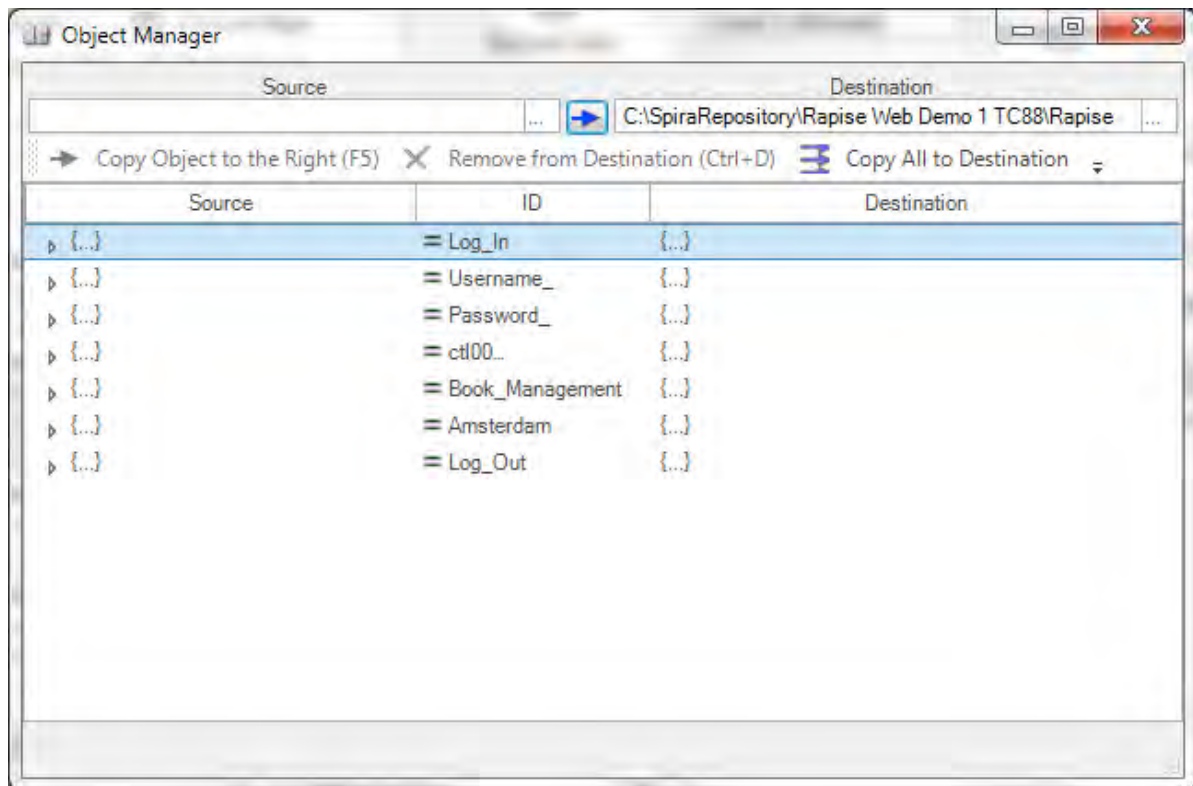 Object Manager
Source Destination
... C:\SpiraRepository\Rapise Web Demo 1 TC88\Rapise ...
Copy Object to the Right (F5) Remove from Destination (Ctrl+D) Copy All to Destination
Source ID Destination
{...} = Log_In {...}
{...} = Username_ {...}
{...} = Password_ {...}
{...} = ctl00... {...}
{...} = Book_Management {...}
{...} = Amsterdam {...}
{...} = Log_Out {...}